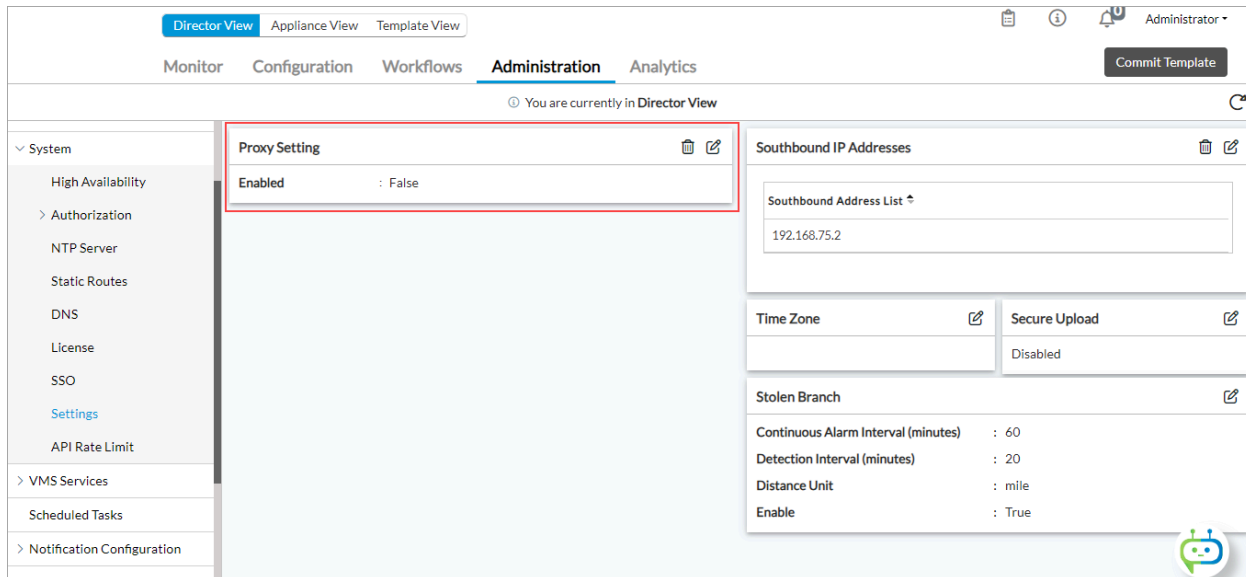 Director View Appliance View Template View
Administrator
Monitor Configuration Workflows Administration Analytics
Commit Template
You are currently in Director View
System
High Availability
Authorization
NTP Server
Static Routes
DNS
License
SSO
Settings
API Rate Limit
VMS Services
Scheduled Tasks
Notification Configuration
Proxy Setting
Enabled : False
Southbound IP Addresses
Southbound Address List
192.168.75.2
Time Zone
Secure Upload
Disabled
Stolen Branch
Continuous Alarm Interval (minutes) : 60
Detection Interval (minutes) : 20
Distance Unit : mile
Enable : True